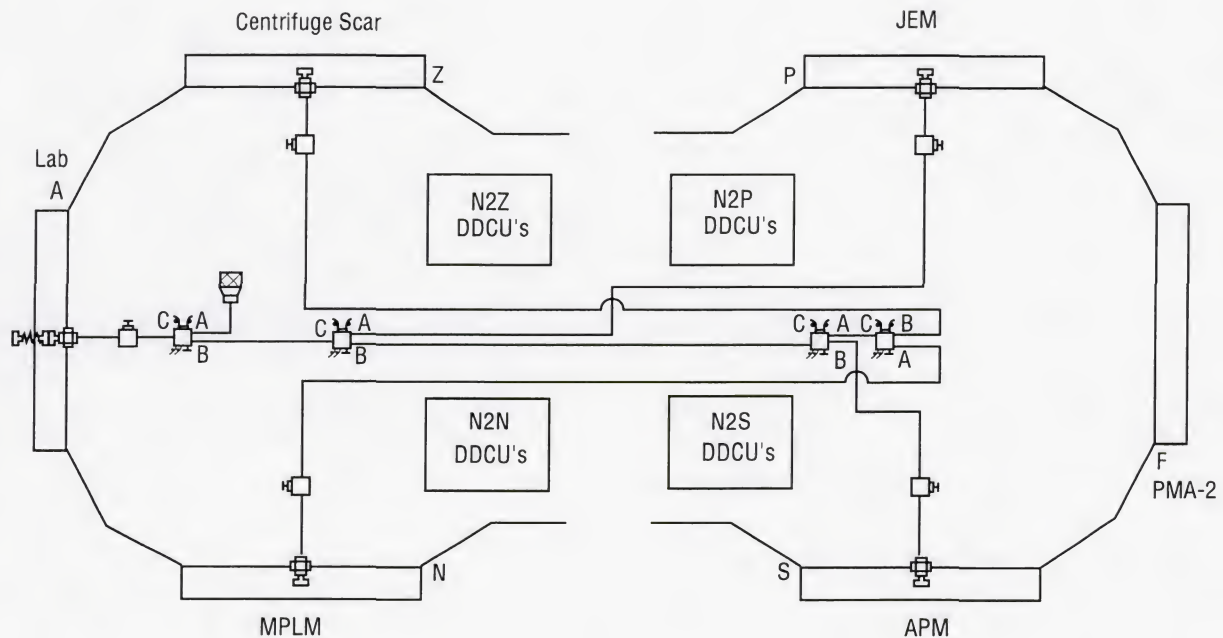 Centrifuge Scar
JEM
Z
P
Lab
A
N2Z
DDCU's
N2P
DDCU's
C A
B
C A
B
C A
B
C B
A
N2N
DDCU's
N2S
DDCU's
F
PMA-2
N
S
MPLM
APM